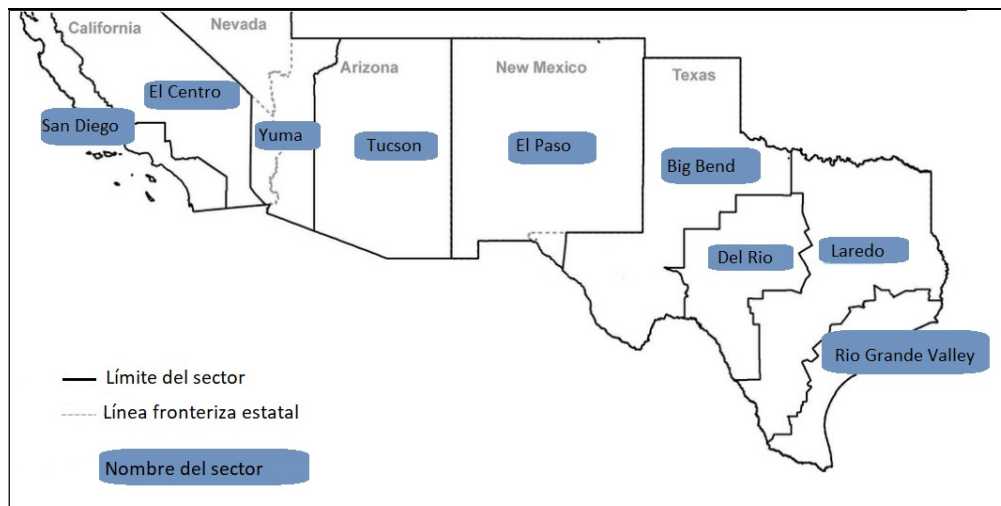 California
Nevada
Arizona
New Mexico
Texas
El Centro
San Diego
Yuma
Tucson
El Paso
Big Bend
Del Rio
Laredo
Rio Grande Valley
Límite del sector
Línea fronteriza estatal
Nombre del sector